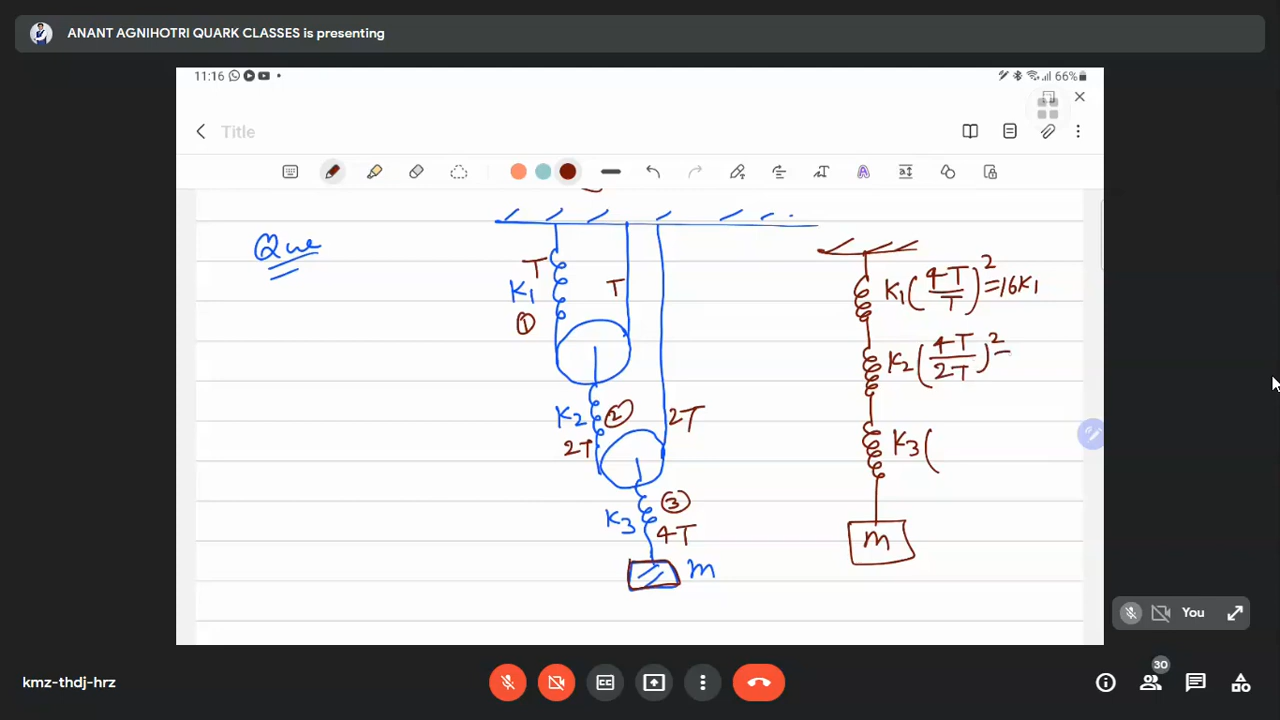 ANANT AGNIHOTRI QUARK CLASSES is presenting
11:16
66%
Title
Que
T
K1
①
T
K2
②
2T
2T
K3
③
4T
m
K1(4T/T)²=16K1
K2(4T/2T)²=
K3(
m
You
kmz-thdj-hrz
30